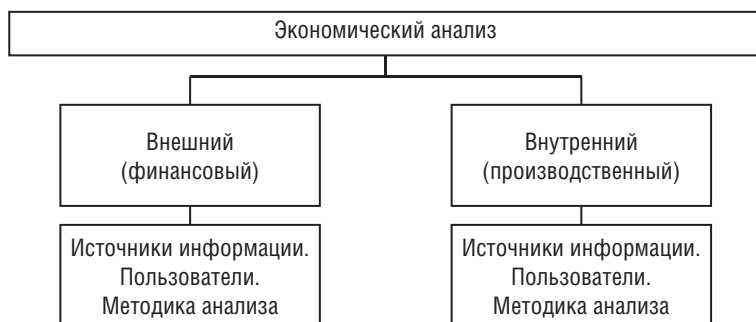 Экономический анализ
Внешний
(финансовый)
Внутренний
(производственный)
Источники информации.
Пользователи.
Методика анализа
Источники информации.
Пользователи.
Методика анализа